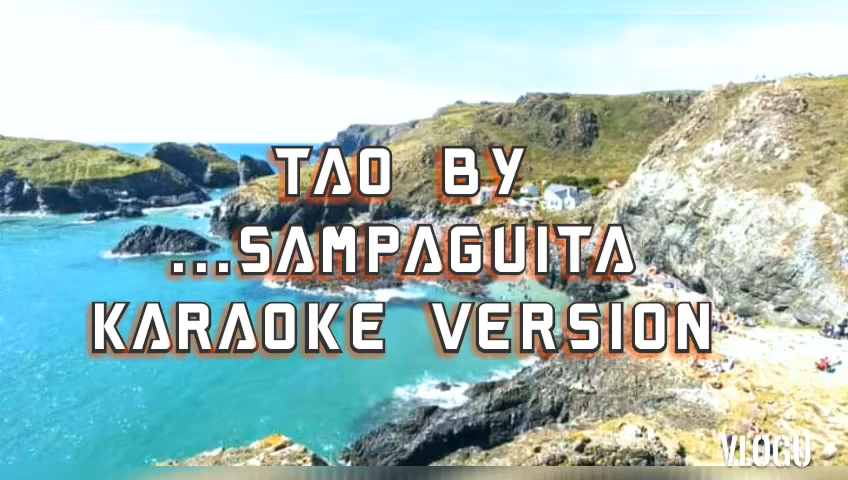 TAO BY
...SAMPAGUITA
KARAOKE VERSION
VLOGU